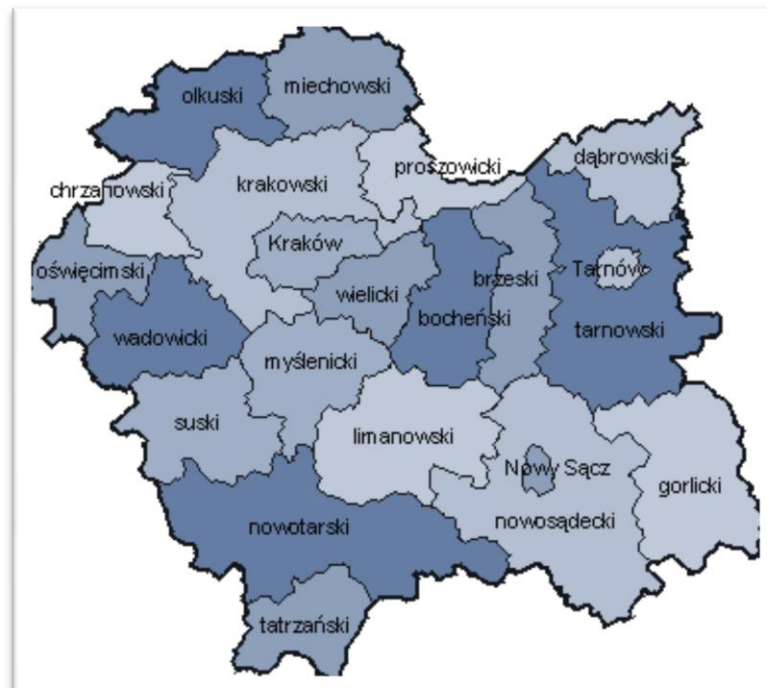 miechowski
olkuski
dąbrowski
proszowicki
krakowski
chrzanowski
Kraków
oświęcimski
Tarnów
brzeski
wielicki
bocheński
tarnowski
wadowicki
myślenicki
suski
limanowski
Nowy Sącz
gorlicki
nowosądecki
nowotarski
tatrzański